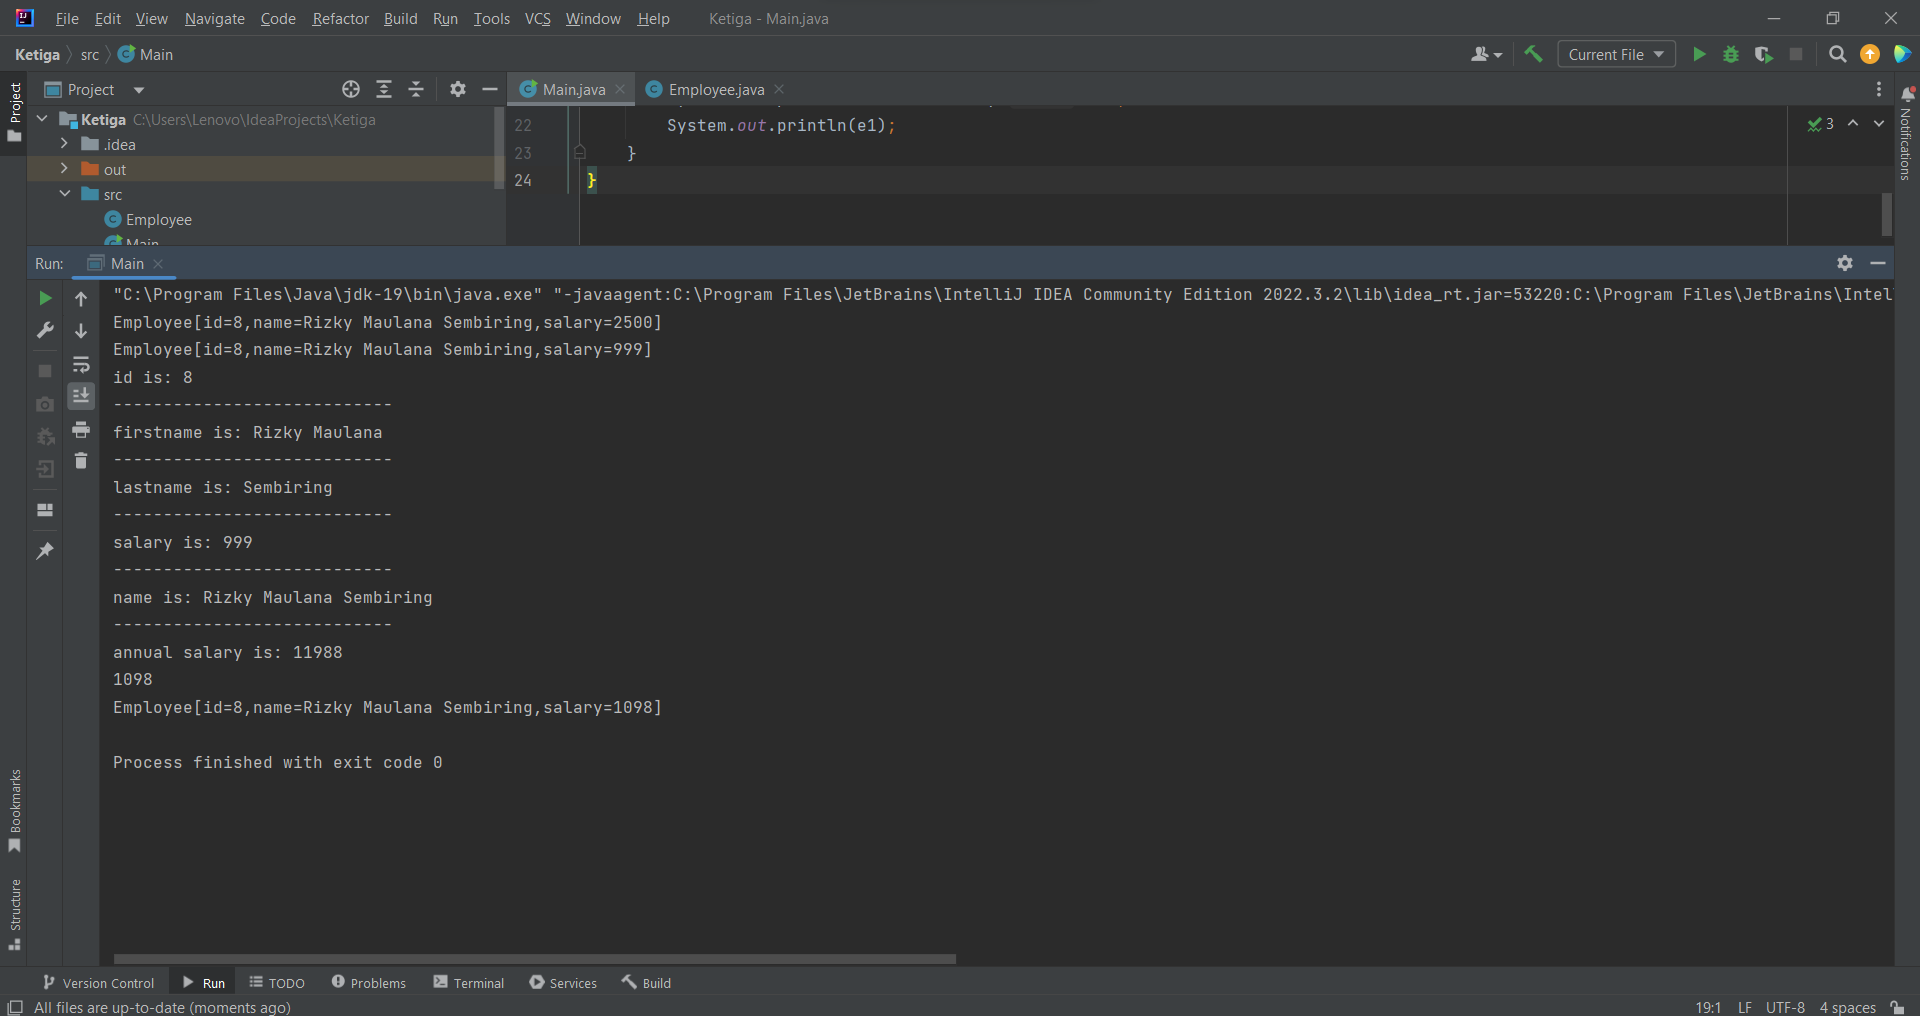 File Edit View Navigate Code Refactor Build Run Tools VCS Window Help Ketiga - Main.java
Ketiga src Main Current File
Project Main.java Employee.java
Ketiga C:\Users\Lenovo\IdeaProjects\Ketiga
.idea
out
src
Employee
Main
22 System.out.println(e1);
23 }
24 }
3
Project
Notifications
Run: Main
"C:\Program Files\Java\jdk-19\bin\java.exe" "-javaagent:C:\Program Files\JetBrains\IntelliJ IDEA Community Edition 2022.3.2\lib\idea_rt.jar=53220:C:\Program Files\JetBrains\Intel
Employee[id=8,name=Rizky Maulana Sembiring,salary=2500]
Employee[id=8,name=Rizky Maulana Sembiring,salary=999]
id is: 8
----------------------------
firstname is: Rizky Maulana
----------------------------
lastname is: Sembiring
----------------------------
salary is: 999
----------------------------
name is: Rizky Maulana Sembiring
----------------------------
annual salary is: 11988
1098
Employee[id=8,name=Rizky Maulana Sembiring,salary=1098]
Process finished with exit code 0
Bookmarks
Structure
Version Control Run TODO Problems Terminal Services Build
All files are up-to-date (moments ago) 19:1 LF UTF-8 4 spaces